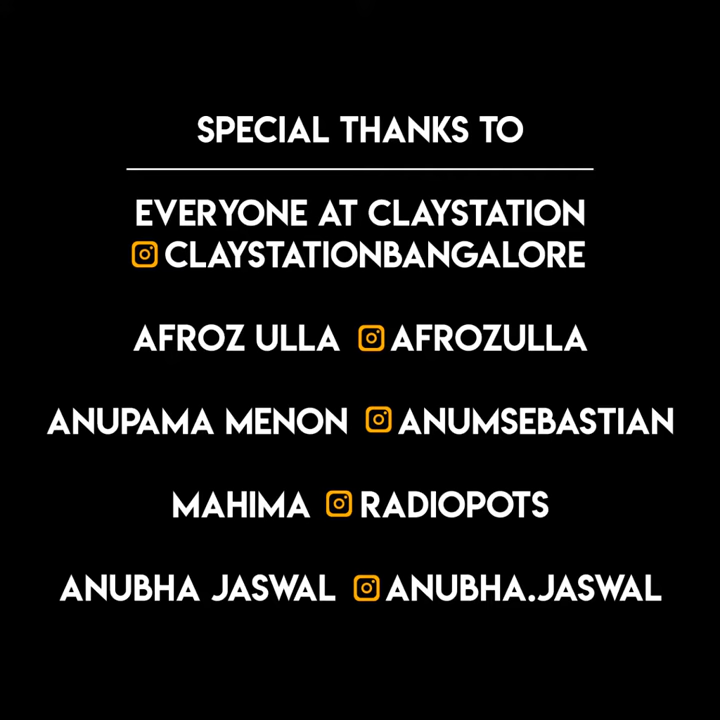 SPECIAL THANKS TO
EVERYONE AT CLAYSTATION
CLAYSTATIONBANGALORE
AFROZ ULLA AFROZULLA
ANUPAMA MENON ANUMSEBASTIAN
MAHIMA RADIOPOTS
ANUBHA JASWAL ANUBHA.JASWAL